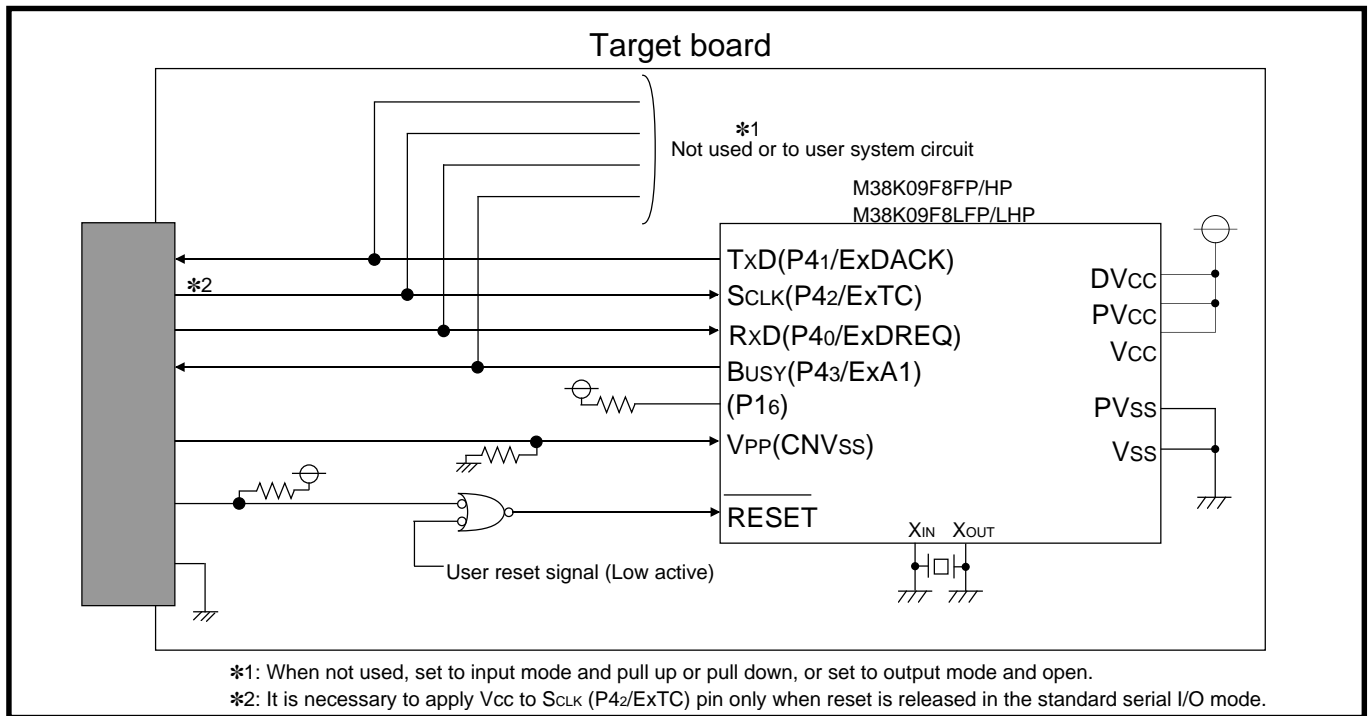 Target board
✽1
Not used or to user system circuit
M38K09F8FP/HP
M38K09F8LFP/LHP
TXD(P41/ExDACK)
✽2
SCLK(P42/ExTC)
RXD(P40/ExDREQ)
BUSY(P43/ExA1)
(P16)
VPP(CNVSS)
RESET
DVCC
PVCC
VCC
PVSS
VSS
XIN XOUT
User reset signal (Low active)
✽1: When not used, set to input mode and pull up or pull down, or set to output mode and open.
✽2: It is necessary to apply Vcc to SCLK (P42/ExTC) pin only when reset is released in the standard serial I/O mode.